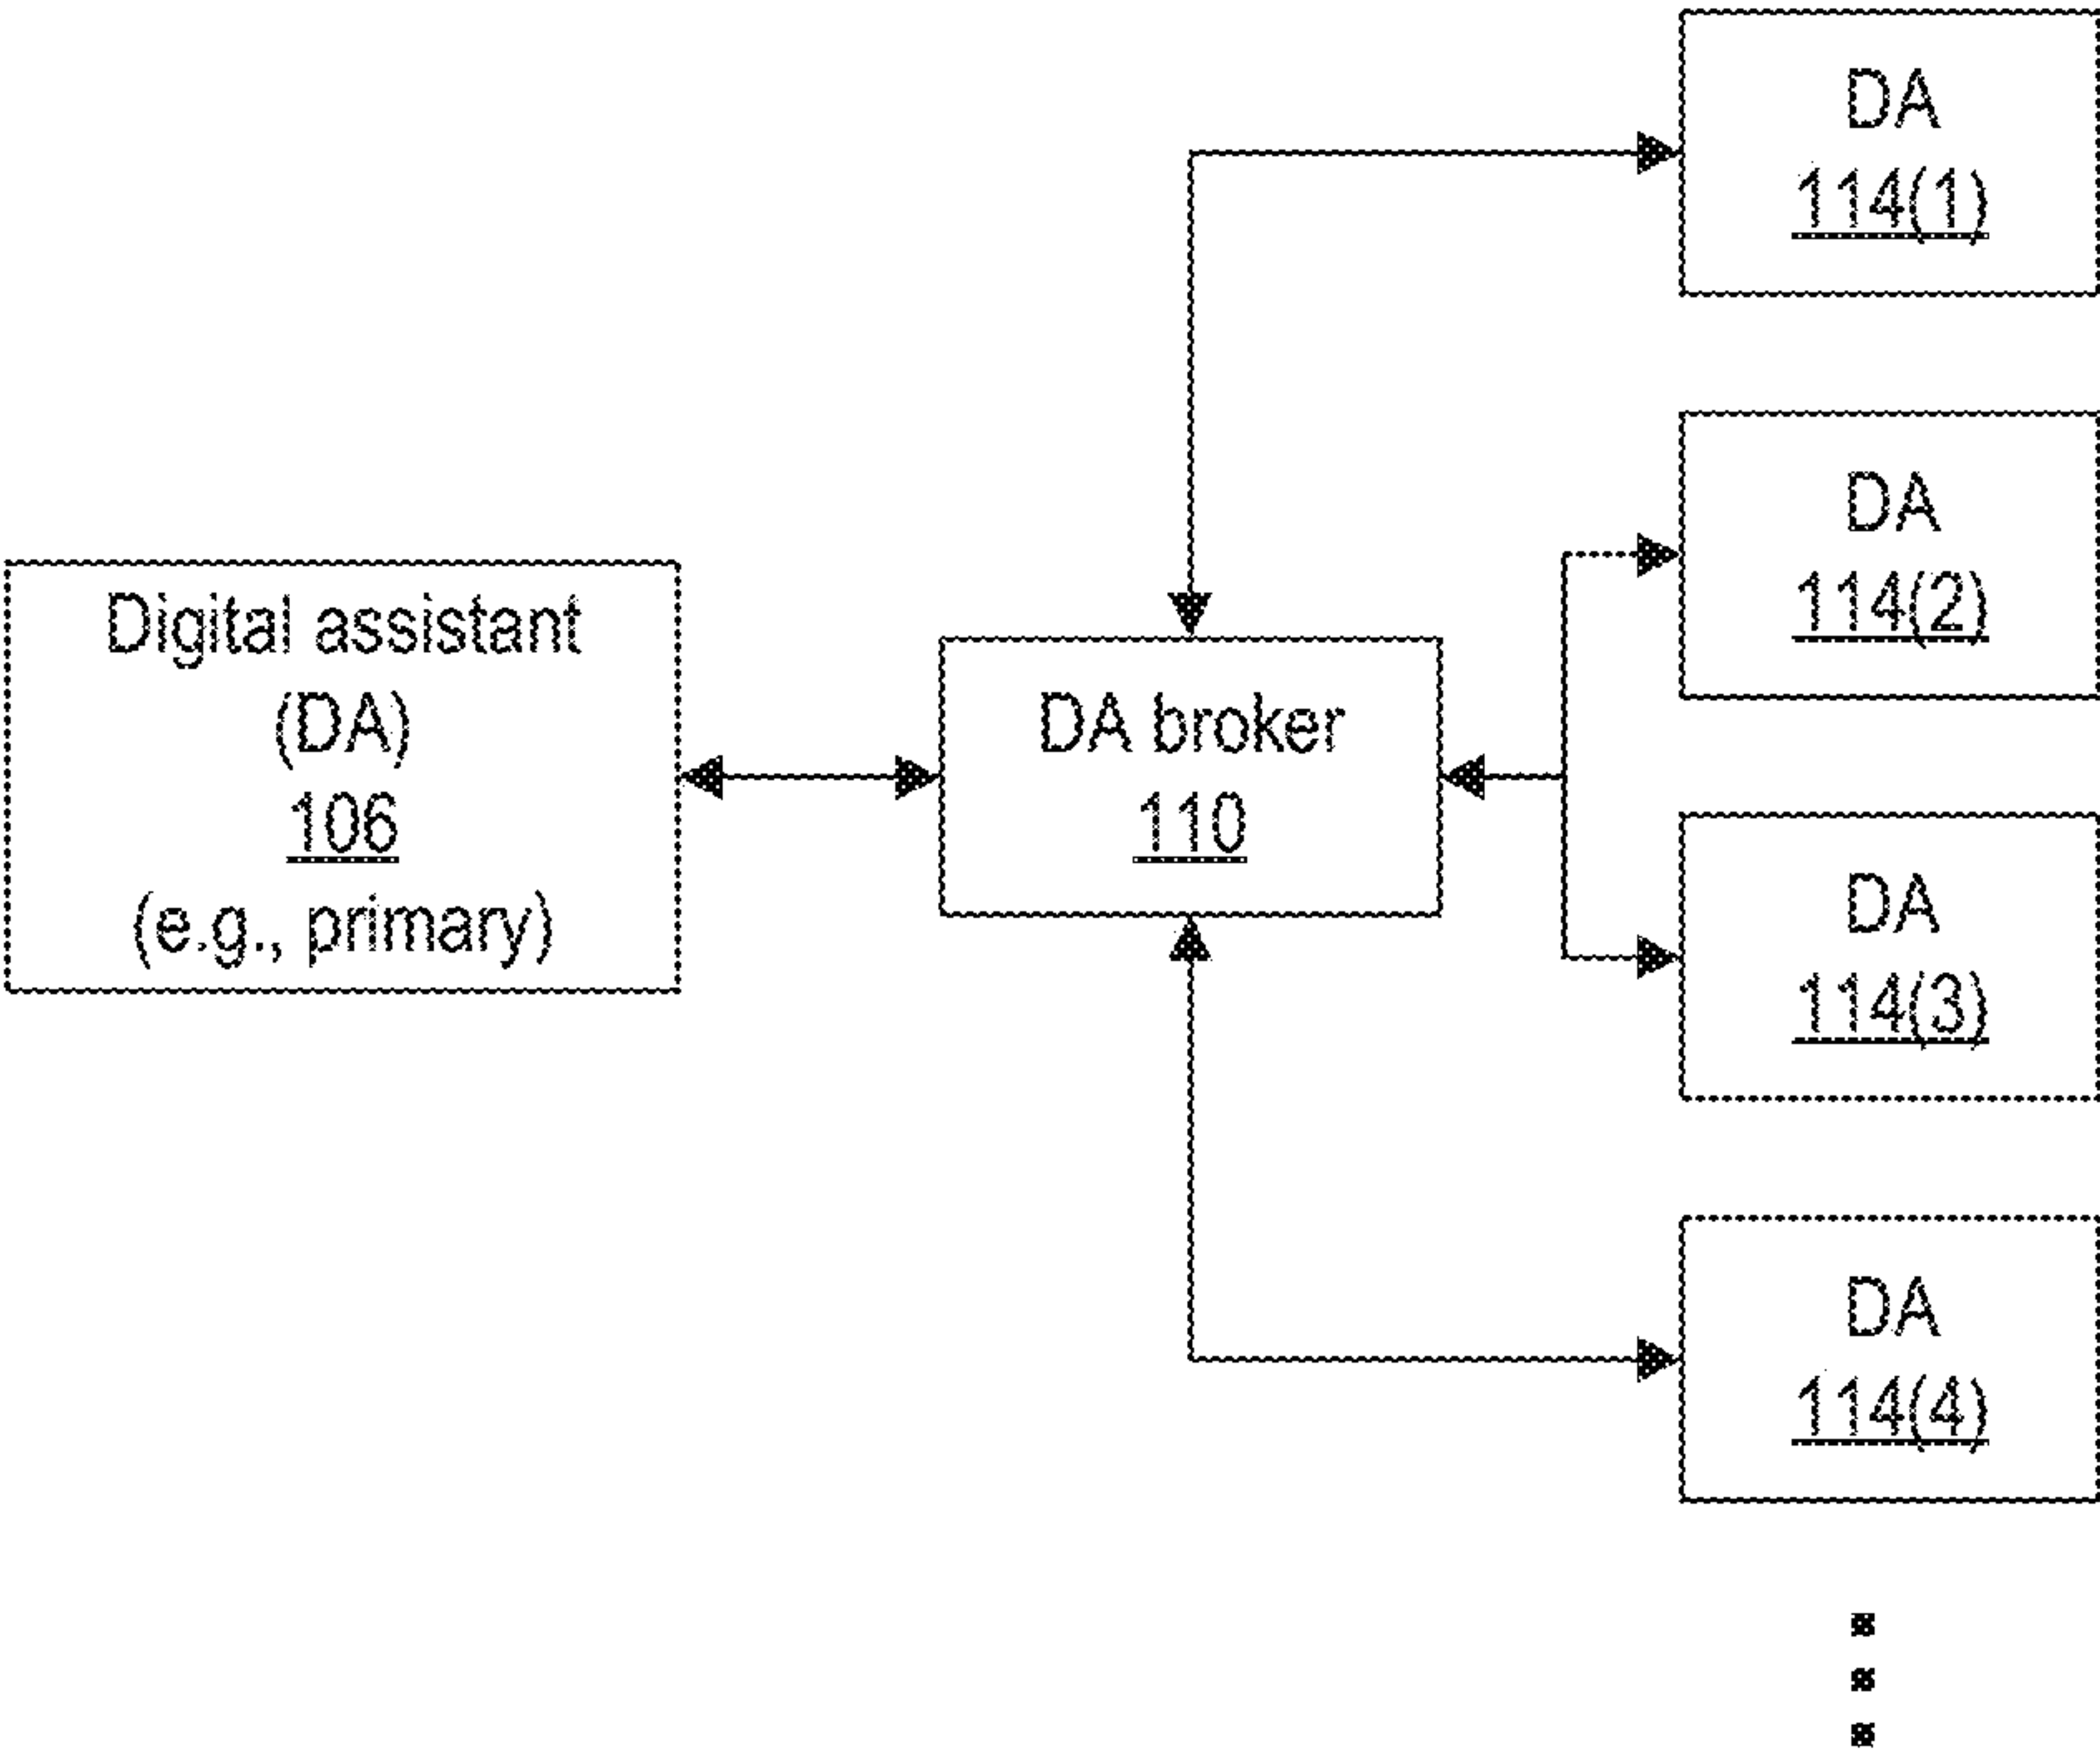 DA
114(1)
DA
114(2)
Digital assistant
(DA)
106
(e.g., primary)
DA broker
110
DA
114(3)
DA
114(4)